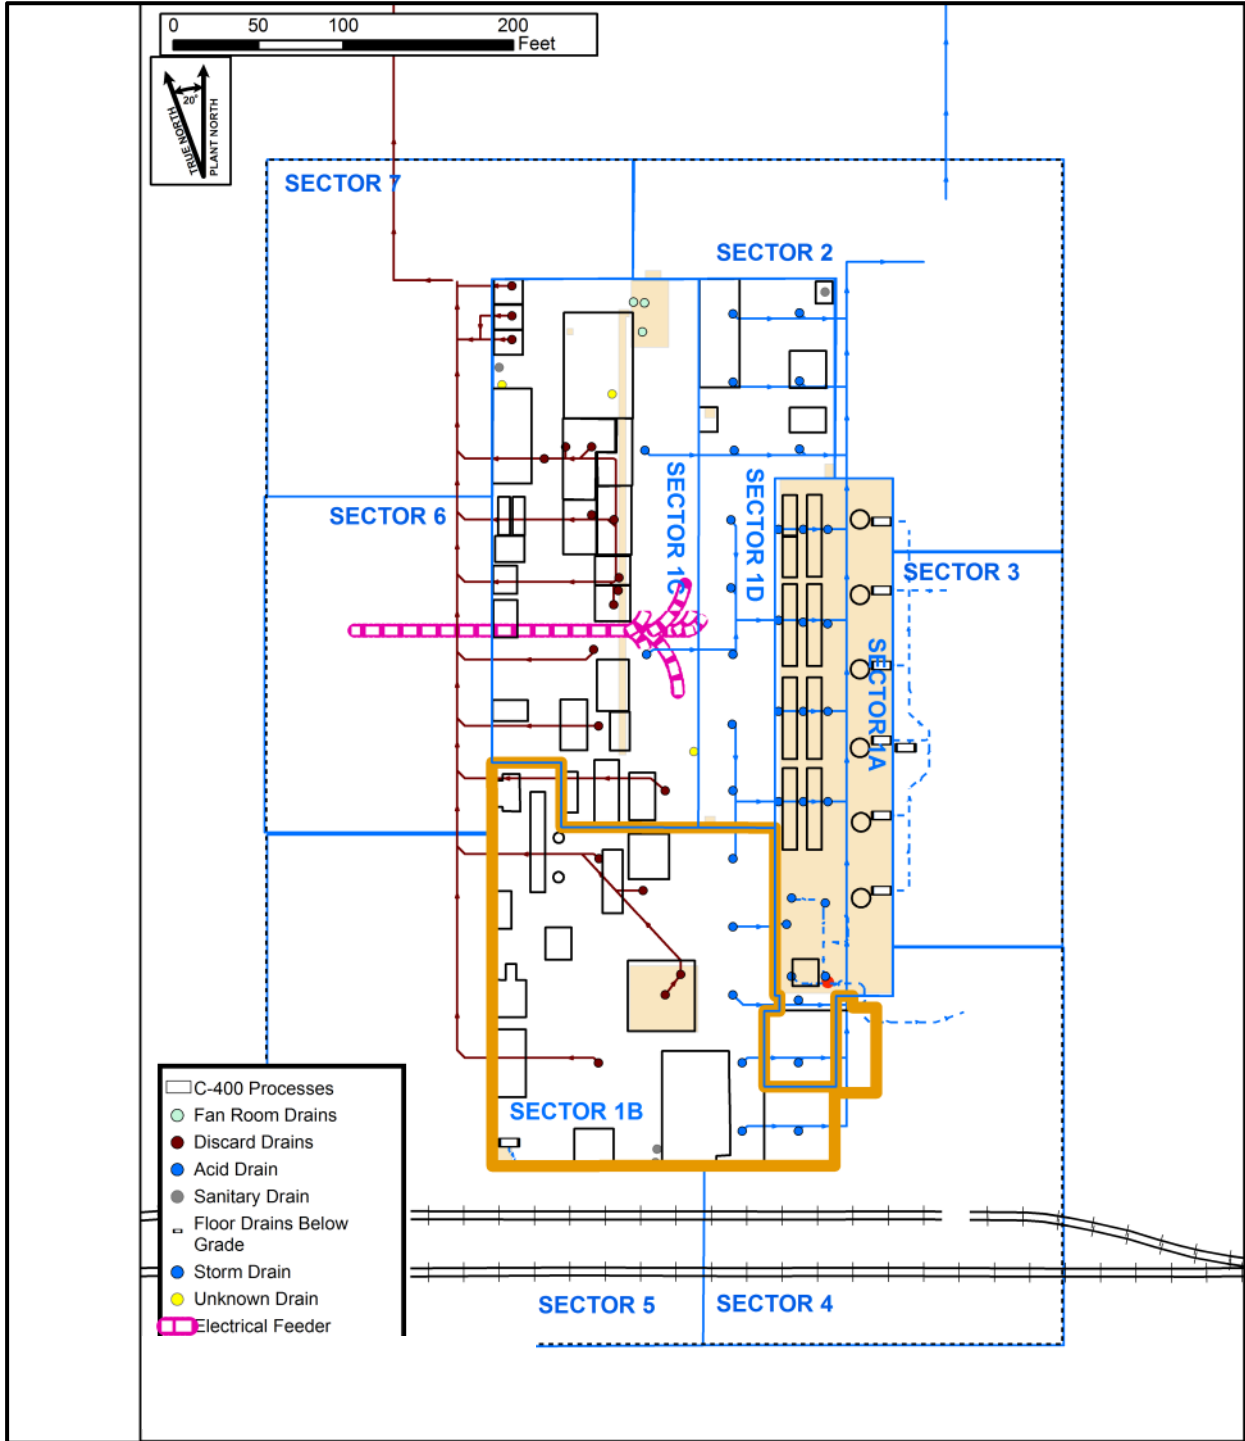 0 50 100 200
Feet
20°
TRUE NORTH
PLANT NORTH
SECTOR 7
SECTOR 2
SECTOR 6
SECTOR 1C
SECTOR 1D
SECTOR 3
SECTOR 1A
SECTOR 1B
C-400 Processes
Fan Room Drains
Discard Drains
Acid Drain
Sanitary Drain
Floor Drains Below
Grade
Storm Drain
Unknown Drain
Electrical Feeder
SECTOR 5
SECTOR 4